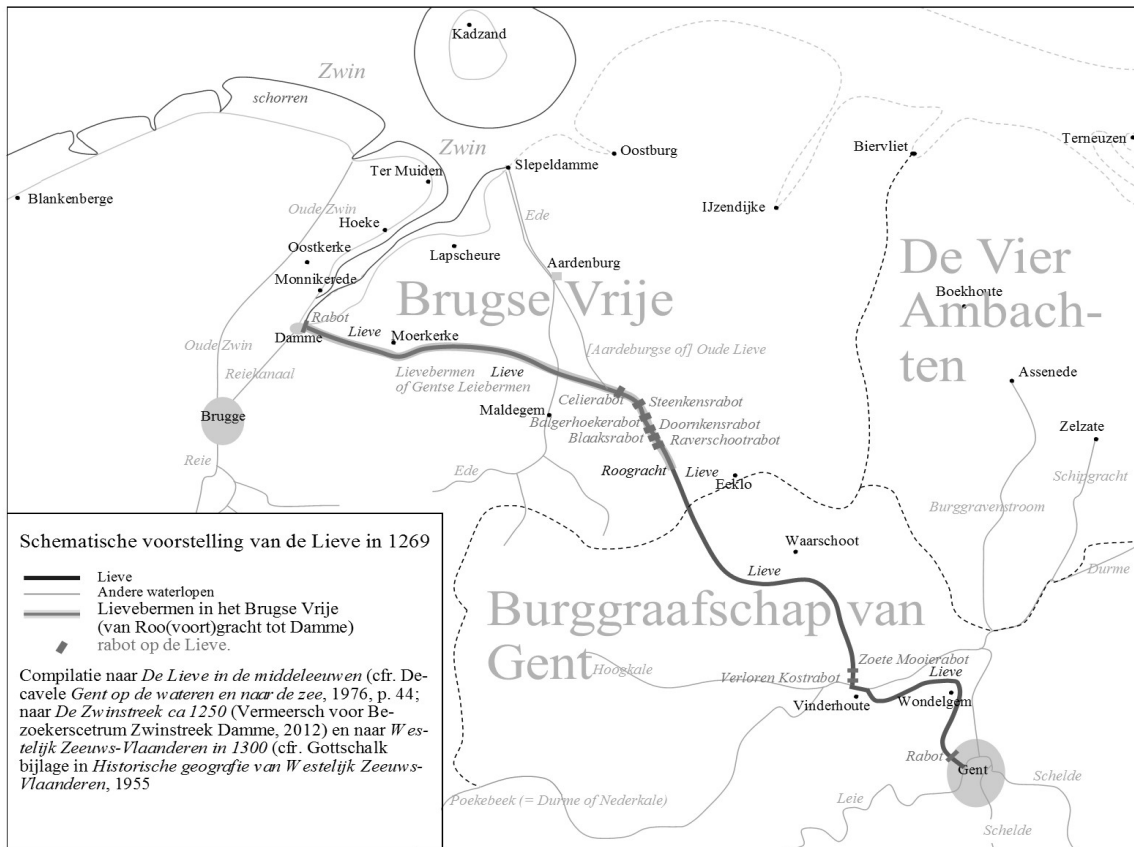 Kadzand
Zwin
schorren
Zwin
Oostburg
Biervliet
Terneuzen
Slepeldamme
Ter Muiden
Blankenberge
Oude Zwin
Ede
IJzendijke
Hoeke
Oostkerke
Lapscheure
Aardenburg
De Vier
Ambach-
ten
Monnikerede
Brugse Vrije
Boekhoute
Rabot
Damme
Lieve
Moerkerke
Oude Zwin
[Aardeburgse of] Oude Lieve
Reiekanaal
Lievebermen
of Gentse Leiebermen
Lieve
Assenede
Celierabot
Steenkensrabot
Brugge
Maldegem
Balgerhoekerabot
Doornkensrabot
Zelzate
Blaaksrabot
Raverschootrabot
Reie
Ede
Roogracht
Lieve
Eeklo
Schipgracht
Burggravenstroom
Waarschoot
Lieve
Durme
Burggraafschap van
Gent
Hoogkale
Zoete Mooierabot
Verloren Kostrabot
Lieve
Vinderhoute
Wondelgem
Rabot
Gent
Schelde
Leie
Poekebeek (= Durme of Nederkale)
Schelde
Schematische voorstelling van de Lieve in 1269
Lieve
Andere waterlopen
Lievebermen in het Brugse Vrije
(van Roo(voort)gracht tot Damme)
rabot op de Lieve.
Compilatie naar De Lieve in de middeleeuwen (cfr. De-
cavele Gent op de wateren en naar de zee, 1976, p. 44;
naar De Zwinstreek ca 1250 (Vermeersch voor Be-
zoekerscetrum Zwinstreek Damme, 2012) en naar Wes-
telijk Zeeuws-Vlaanderen in 1300 (cfr. Gottschalk
bijlage in Historische geografie van Westelijk Zeeuws-
Vlaanderen, 1955